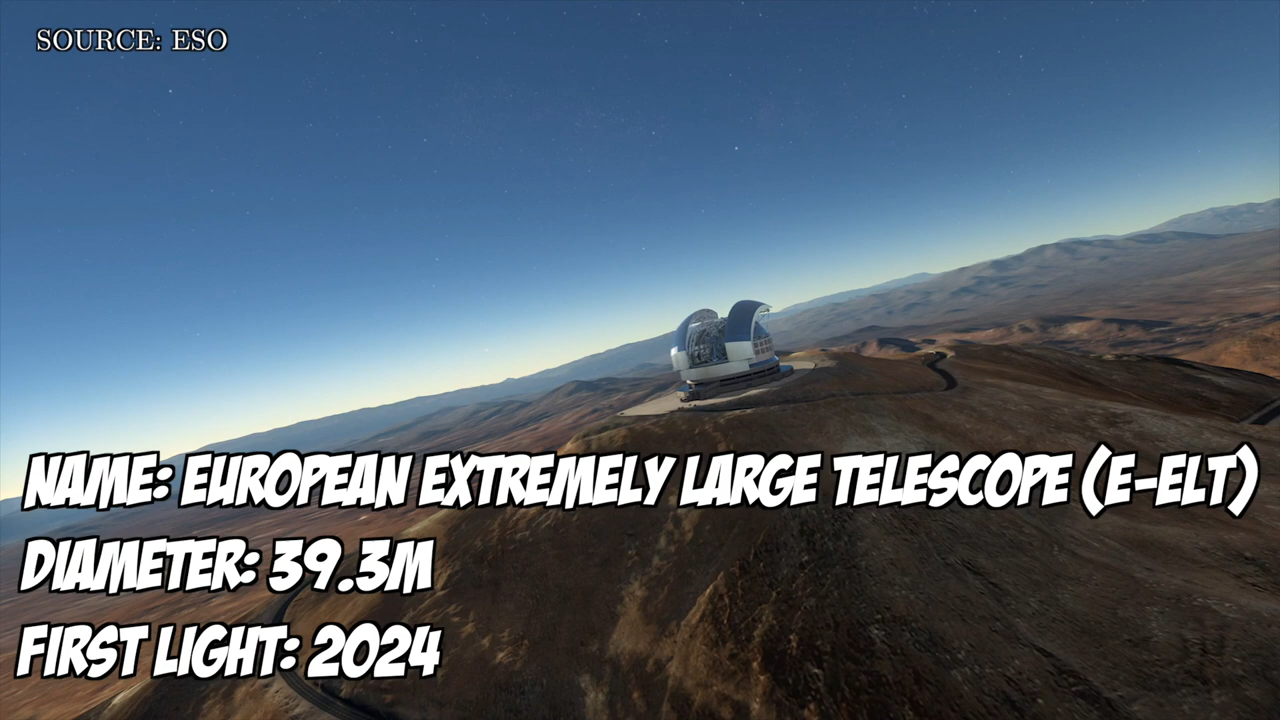 SOURCE: ESO
NAME: EUROPEAN EXTREMELY LARGE TELESCOPE (E-ELT)
DIAMETER: 39.3M
FIRST LIGHT: 2024